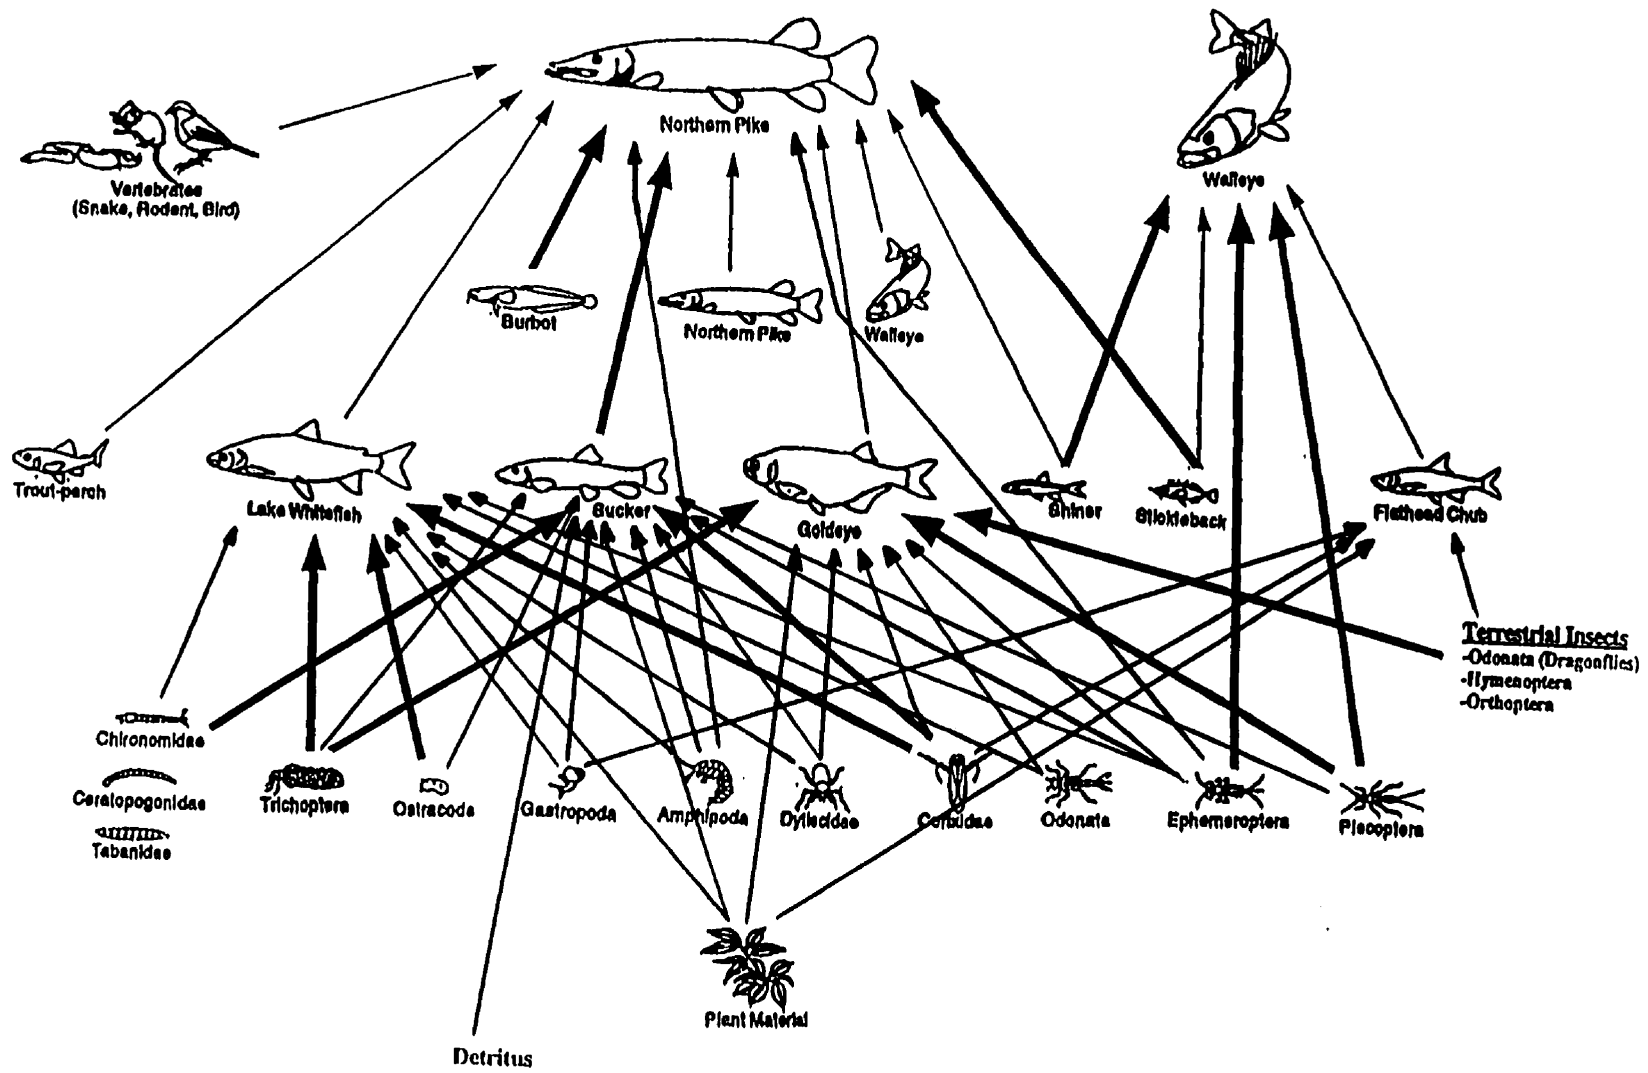 Northern Pike
Walleye
Vertebrates
(Snake, Rodent, Bird)
Burbot
Northern Pike
Walleye
Trout-perch
Lake Whitefish
Sucker
Goldeye
Shiner
Stickleback
Flathead Chub
Terrestrial Insects
-Odonata (Dragonflies)
-Hymenoptera
-Orthoptera
Chironomidae
Ceratopogonidae
Tabanidae
Trichoptera
Ostracoda
Gastropoda
Amphipoda
Dytiscidae
Corixidae
Odonata
Ephemeroptera
Plecoptera
Plant Material
Detritus